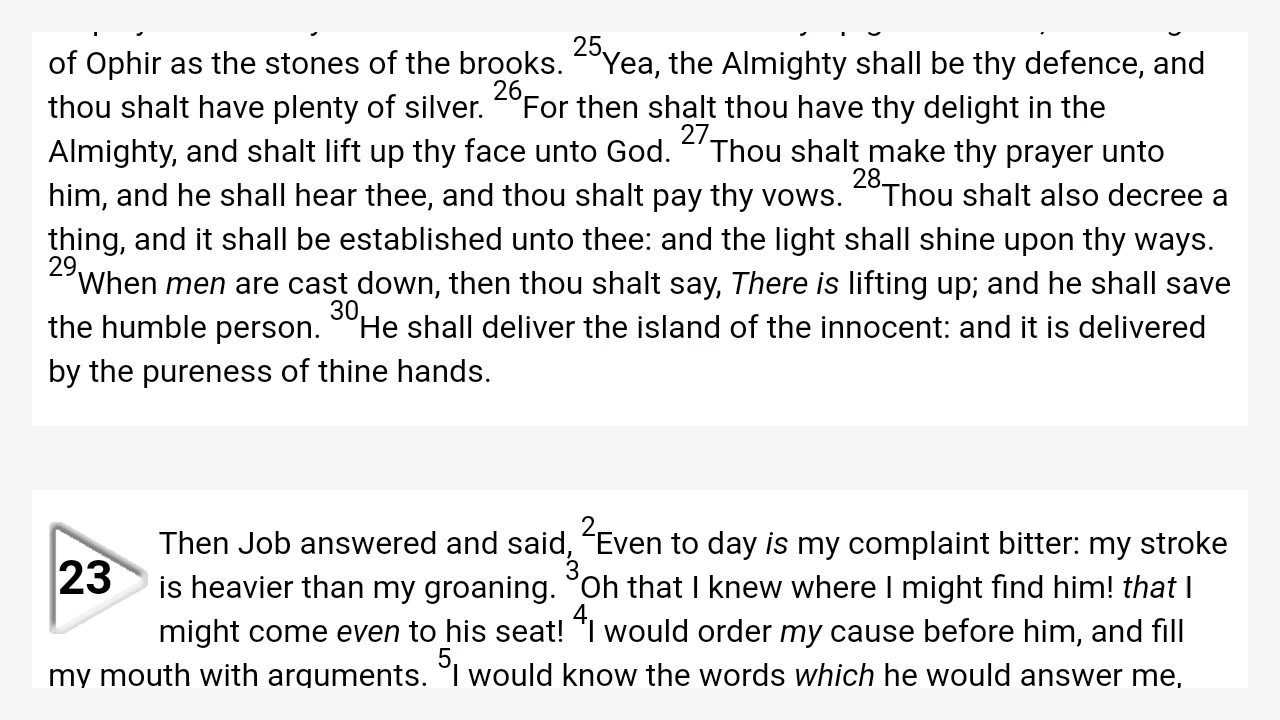 of Ophir as the stones of the brooks. 25Yea, the Almighty shall be thy defence, and
thou shalt have plenty of silver. 26For then shalt thou have thy delight in the
Almighty, and shalt lift up thy face unto God. 27Thou shalt make thy prayer unto
him, and he shall hear thee, and thou shalt pay thy vows. 28Thou shalt also decree a
thing, and it shall be established unto thee: and the light shall shine upon thy ways.
29When men are cast down, then thou shalt say, There is lifting up; and he shall save
the humble person. 30He shall deliver the island of the innocent: and it is delivered
by the pureness of thine hands.
23
Then Job answered and said, 2Even to day is my complaint bitter: my stroke
is heavier than my groaning. 3Oh that I knew where I might find him! that I
might come even to his seat! 4I would order my cause before him, and fill
my mouth with arguments. 5I would know the words which he would answer me,